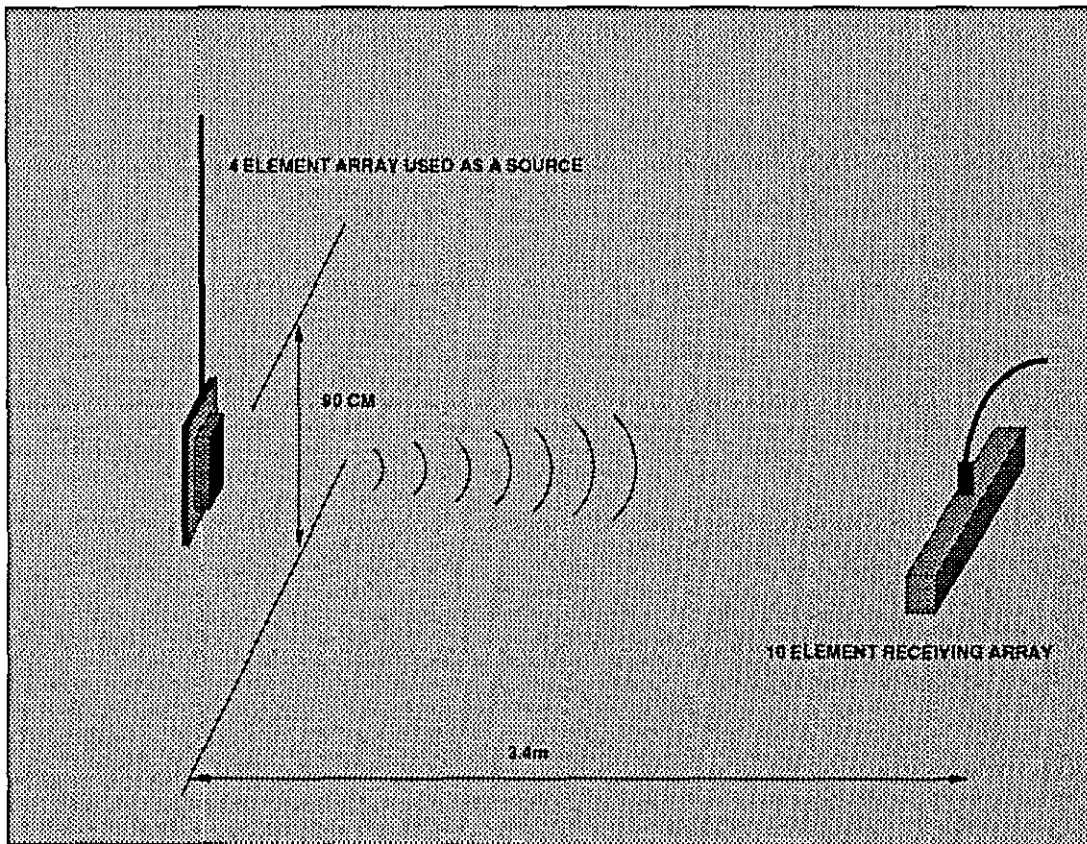 4 ELEMENT ARRAY USED AS A SOURCE
90 CM
10 ELEMENT RECEIVING ARRAY
3.4m